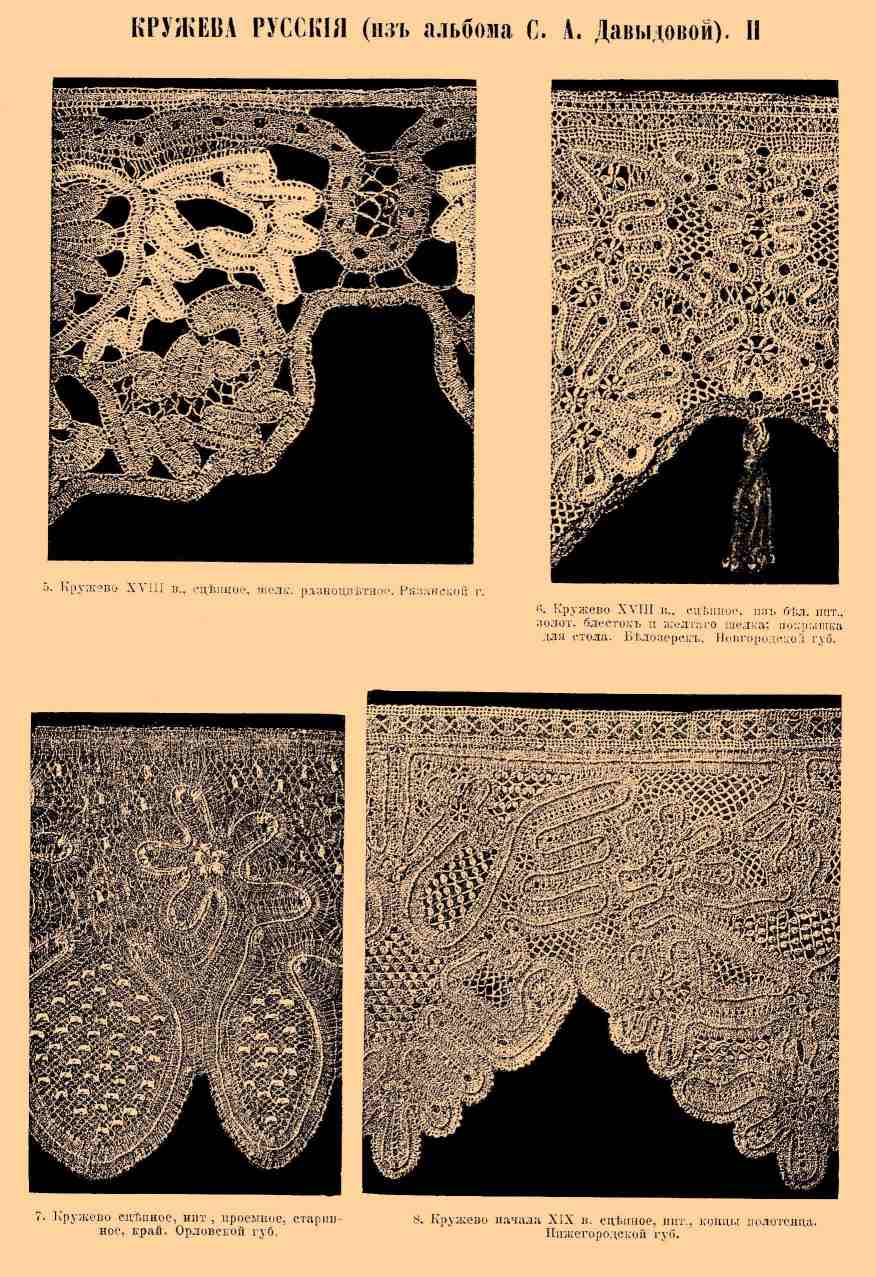 КРУЖЕВА РУССКІЯ (изъ альбома С. А. Давыдовой). II
5. Кружево XVIII в., сцѣпное, шелк. разноцвѣтное. Рязанской г.
6. Кружево XVIII в., сцѣпное, изъ бѣл. нит.,
золот. блестокъ и желтаго шелка; покрышка
для стола. Бѣлозерскъ, Новгородской губ.
7. Кружево сцѣпное, нит., проемное, старин-
ное, край. Орловской губ.
8. Кружево начала XIX в. сцѣпное, нит., концы полотенца.
Нижегородской губ.